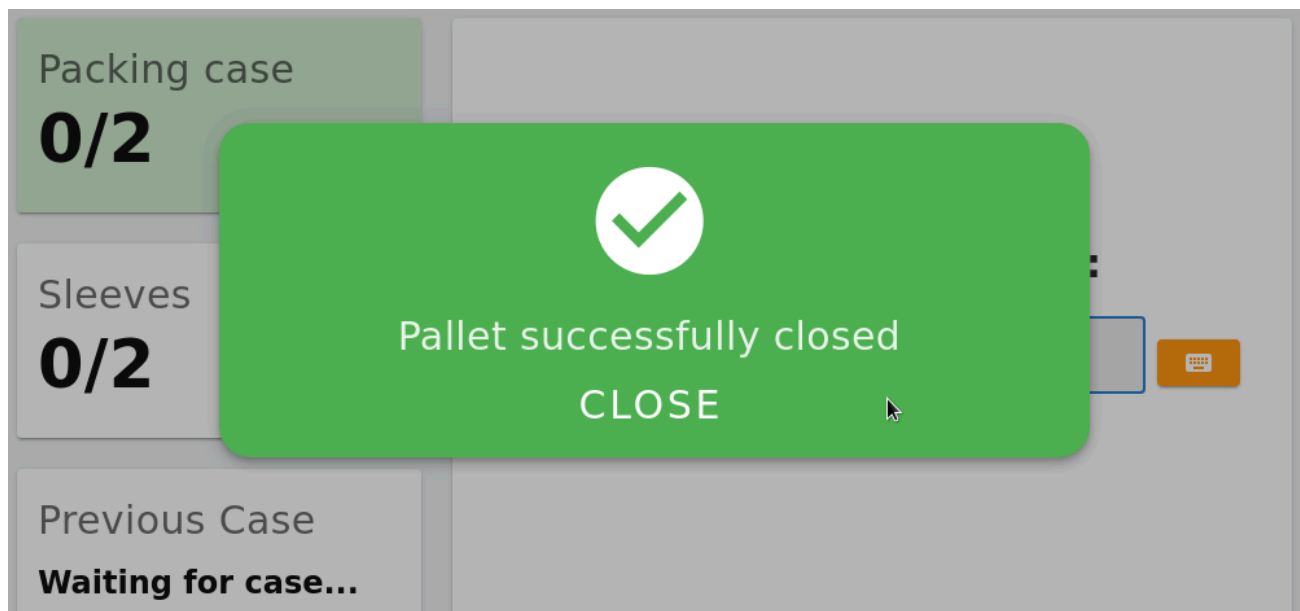 Packing case
0/2
Sleeves
0/2
Previous Case
Waiting for case...
:
Pallet successfully closed
CLOSE